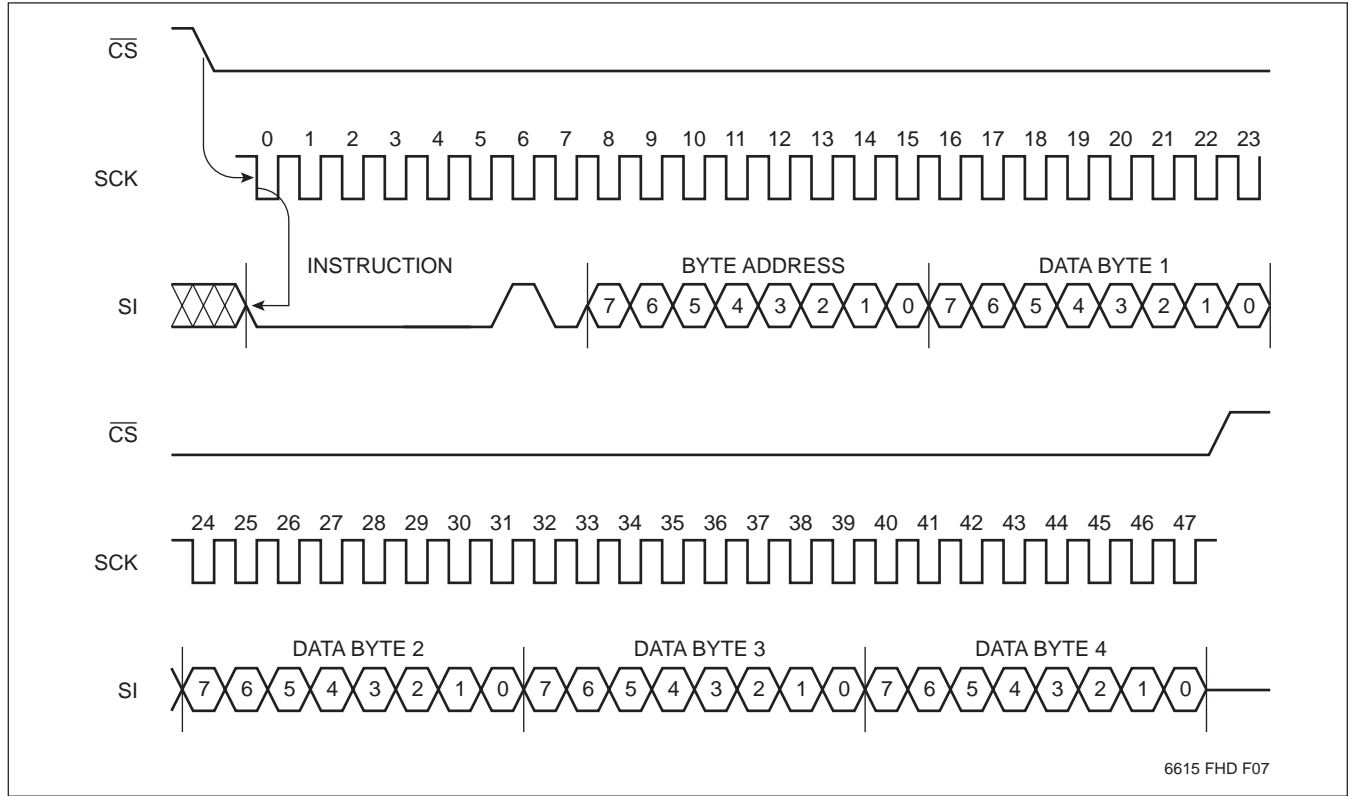 CS
0 1 2 3 4 5 6 7 8 9 10 11 12 13 14 15 16 17 18 19 20 21 22 23
SCK
INSTRUCTION BYTE ADDRESS DATA BYTE 1
SI 7 6 5 4 3 2 1 0 7 6 5 4 3 2 1 0
CS
24 25 26 27 28 29 30 31 32 33 34 35 36 37 38 39 40 41 42 43 44 45 46 47
SCK
DATA BYTE 2 DATA BYTE 3 DATA BYTE 4
SI 7 6 5 4 3 2 1 0 7 6 5 4 3 2 1 0 7 6 5 4 3 2 1 0
6615 FHD F07